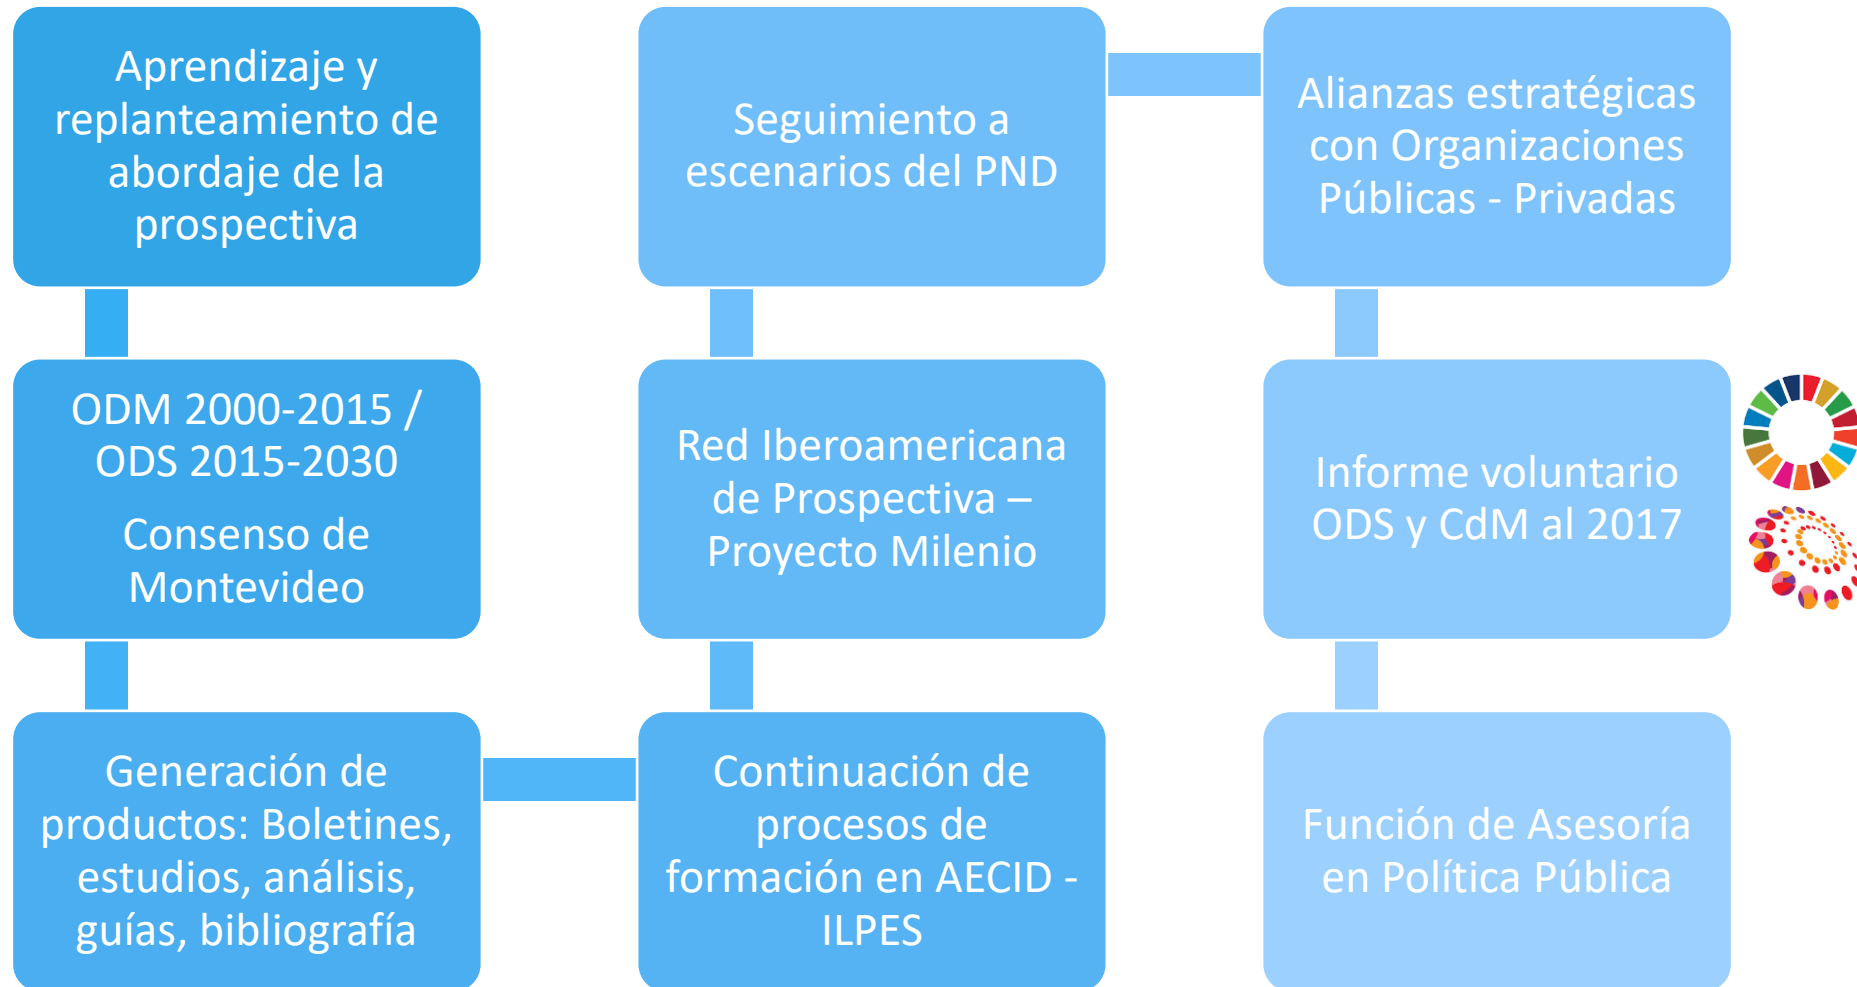 Aprendizaje y
replanteamiento de
abordaje de la
prospectiva
ODM 2000-2015 /
ODS 2015-2030
Consenso de
Montevideo
Generación de
productos: Boletines,
estudios, análisis,
guías, bibliografía
Continuación de
procesos de
formación en AECID -
ILPES
Red Iberoamericana
de Prospectiva –
Proyecto Milenio
Seguimiento a
escenarios del PND
Alianzas estratégicas
con Organizaciones
Públicas - Privadas
Informe voluntario
ODS y CdM al 2017
Función de Asesoría
en Política Pública